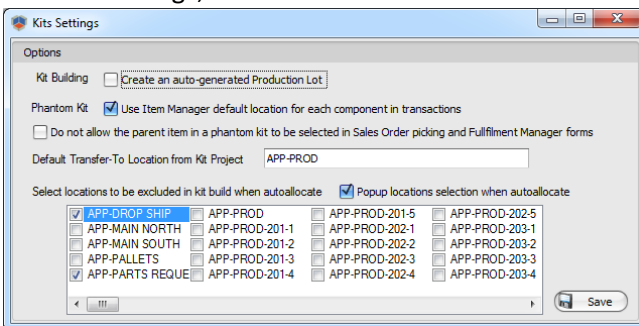 Kits Settings
Options
Kit Building Create an auto-generated Production Lot
Phantom Kit Use Item Manager default location for each component in transactions
Do not allow the parent item in a phantom kit to be selected in Sales Order picking and Fullfilment Manager forms
Default Transfer-To Location from Kit Project APP-PROD
Select locations to be excluded in kit build when autoallocate Popup locations selection when autoallocate
APP-DROP SHIP APP-PROD APP-PROD-201-5 APP-PROD-202-5
APP-MAIN NORTH APP-PROD-201-1 APP-PROD-202-1 APP-PROD-203-1
APP-MAIN SOUTH APP-PROD-201-2 APP-PROD-202-2 APP-PROD-203-2
APP-PALLETS APP-PROD-201-3 APP-PROD-202-3 APP-PROD-203-3
APP-PARTS REQUE APP-PROD-201-4 APP-PROD-202-4 APP-PROD-203-4
Save